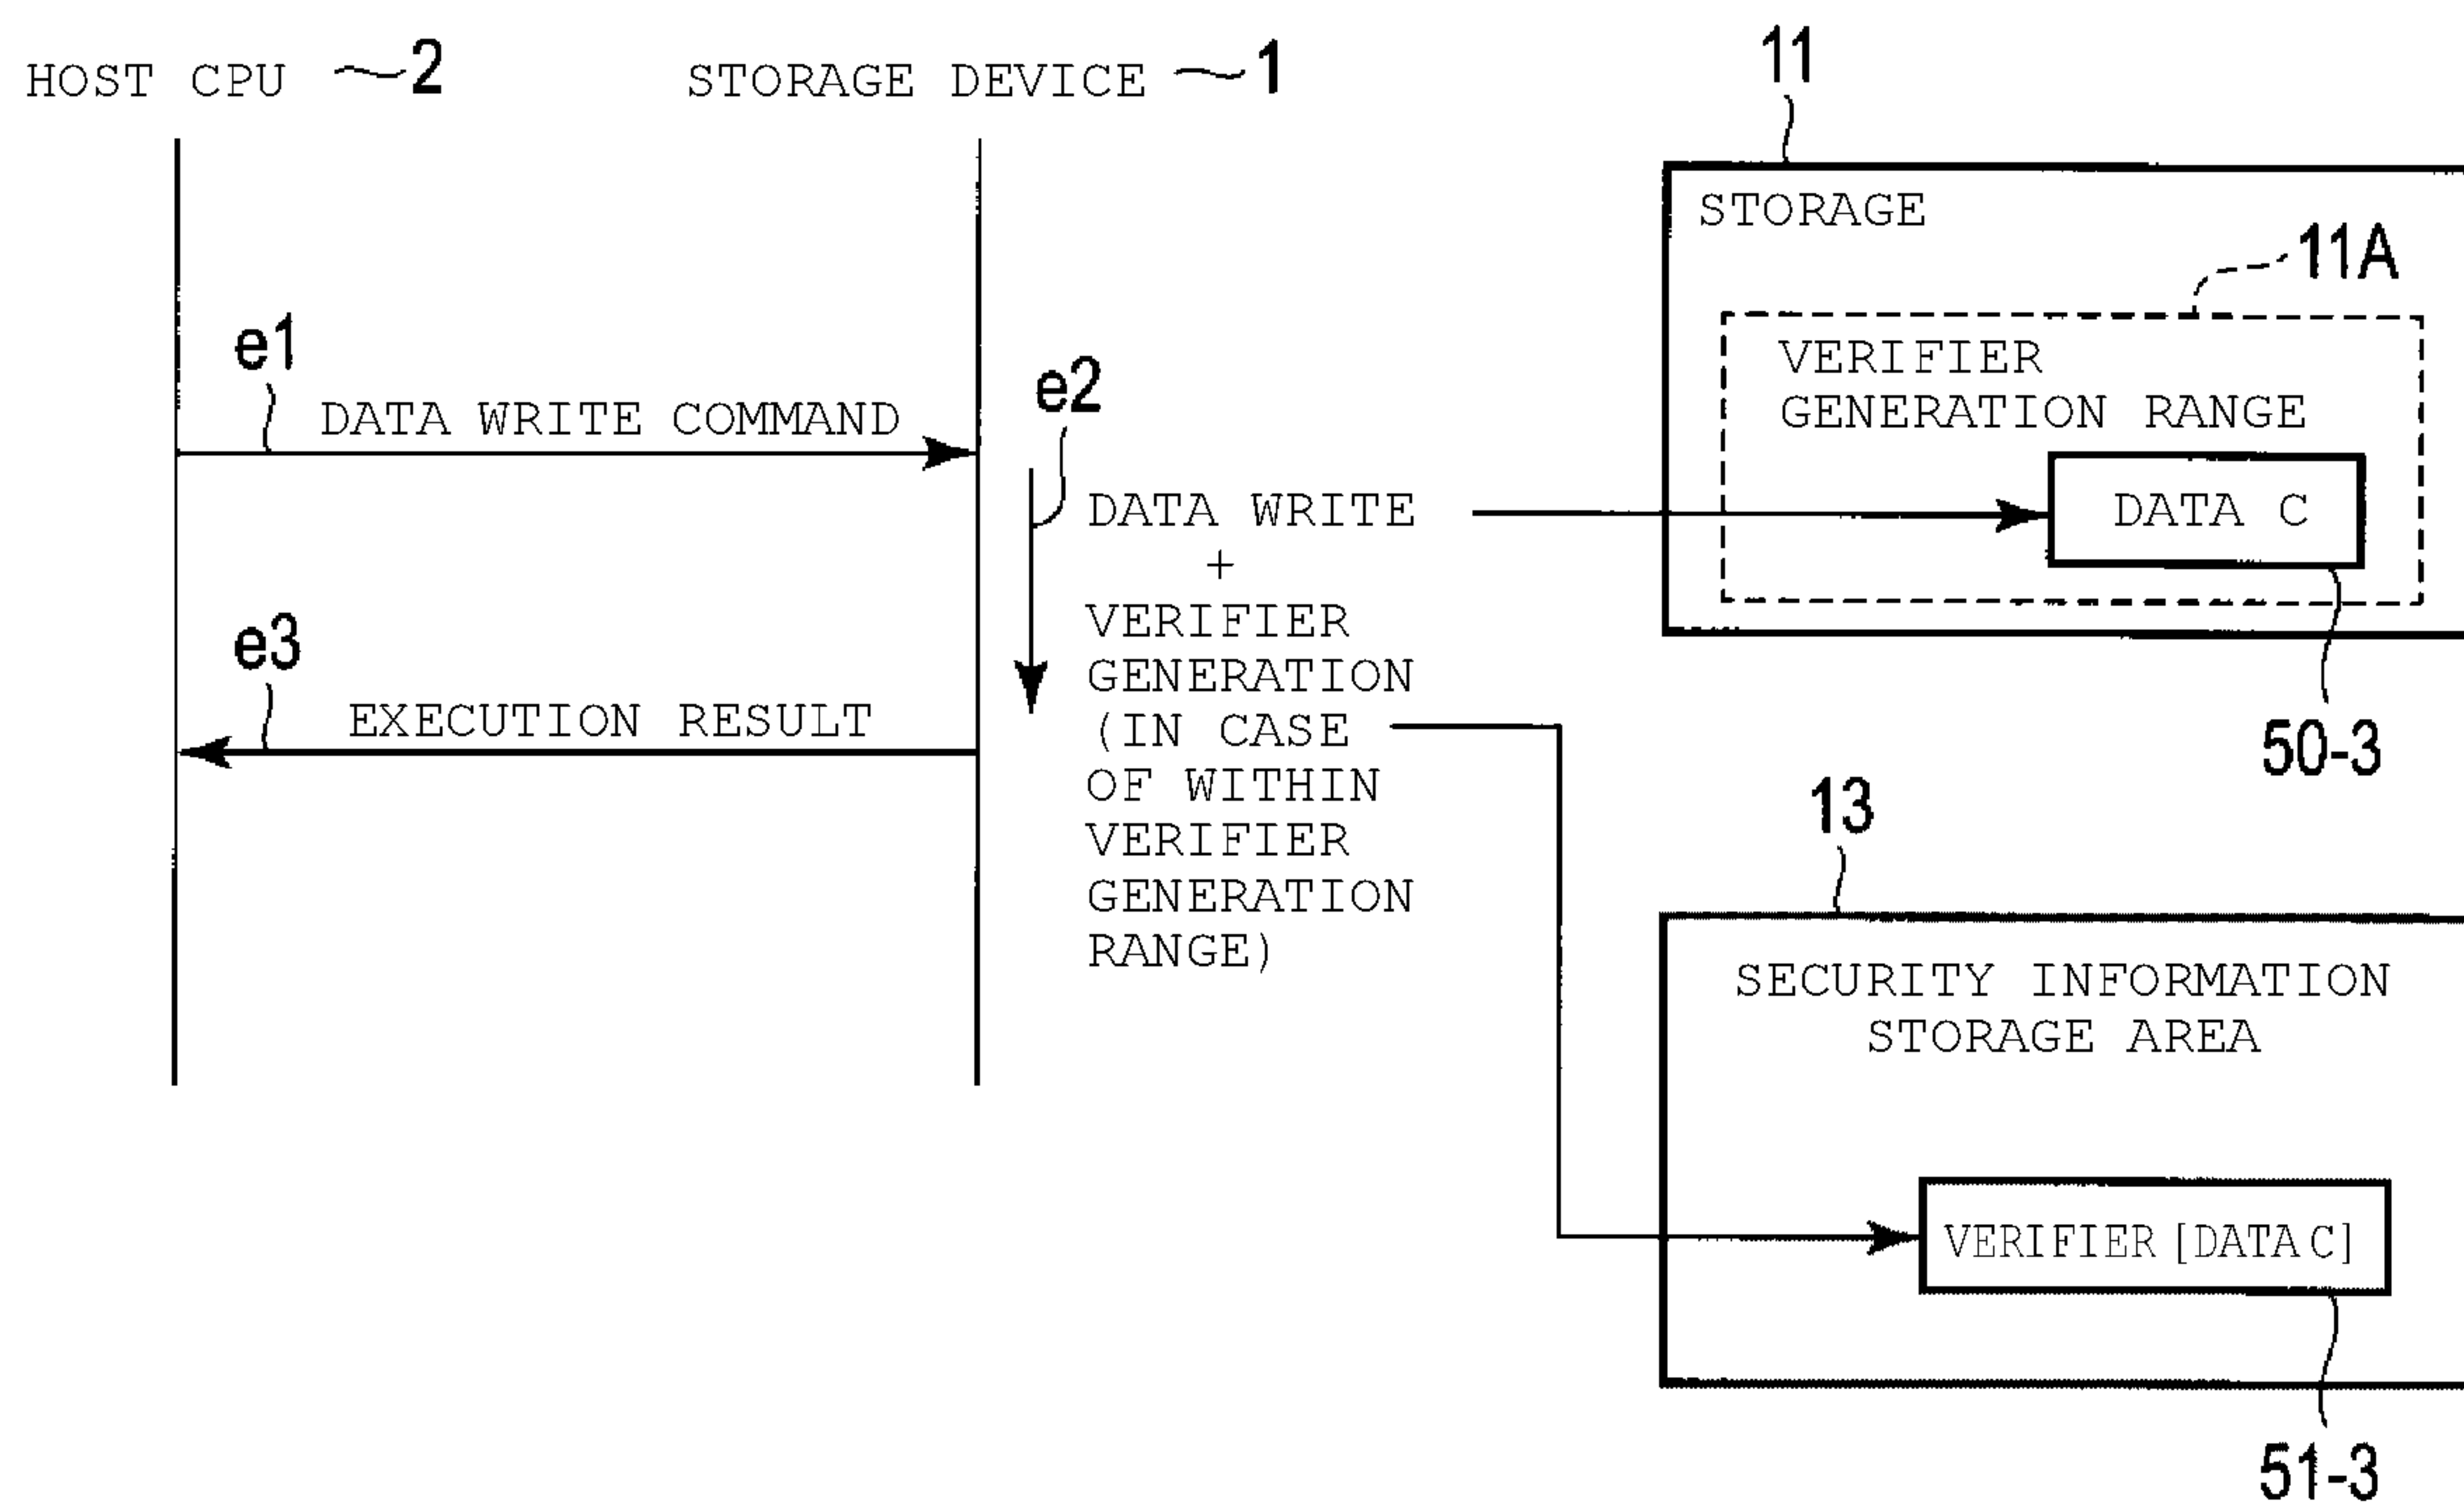 HOST CPU ~2
STORAGE DEVICE ~1
11
STORAGE
11A
VERIFIER
GENERATION RANGE
DATA C
50-3
e1
DATA WRITE COMMAND
e2
DATA WRITE
+
VERIFIER
GENERATION
(IN CASE
OF WITHIN
VERIFIER
GENERATION
RANGE)
e3
EXECUTION RESULT
13
SECURITY INFORMATION
STORAGE AREA
VERIFIER [DATA C]
51-3